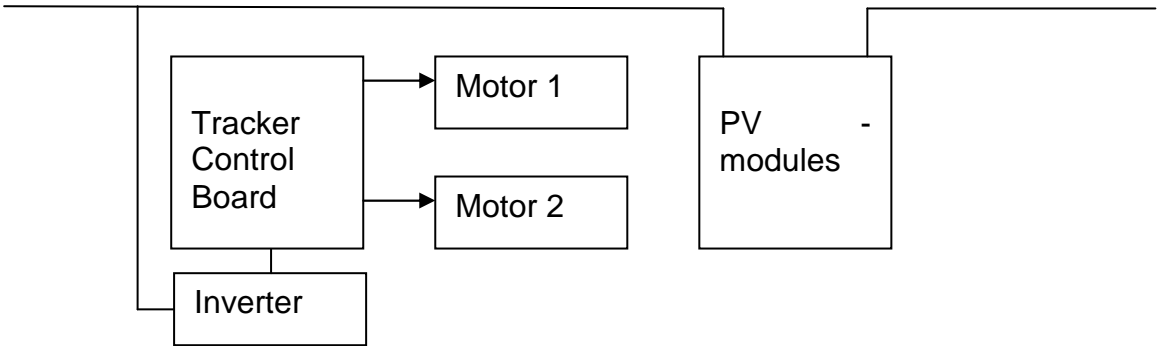 Tracker
Control
Board
Motor 1
Motor 2
Inverter
PV -
modules